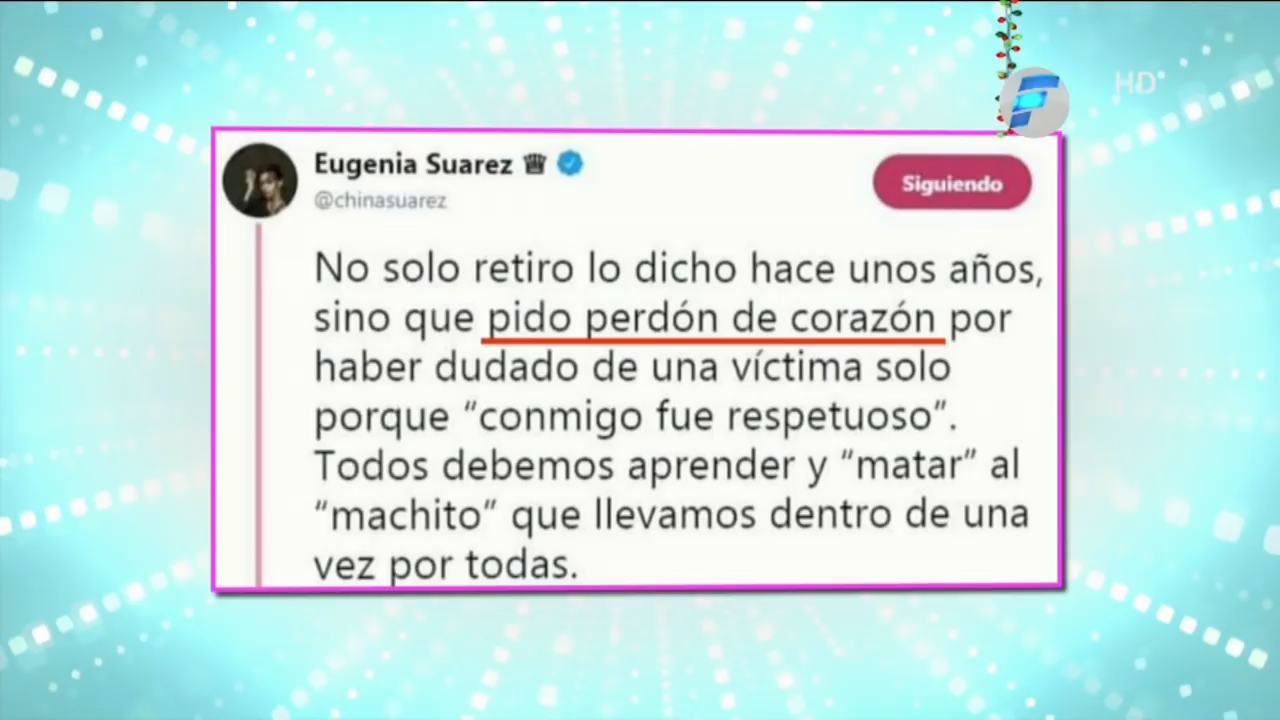 HD
Eugenia Suarez
@chinasuarez
Siguiendo
No solo retiro lo dicho hace unos años,
sino que pido perdón de corazón por
haber dudado de una víctima solo
porque “conmigo fue respetuoso”.
Todos debemos aprender y “matar” al
“machito” que llevamos dentro de una
vez por todas.